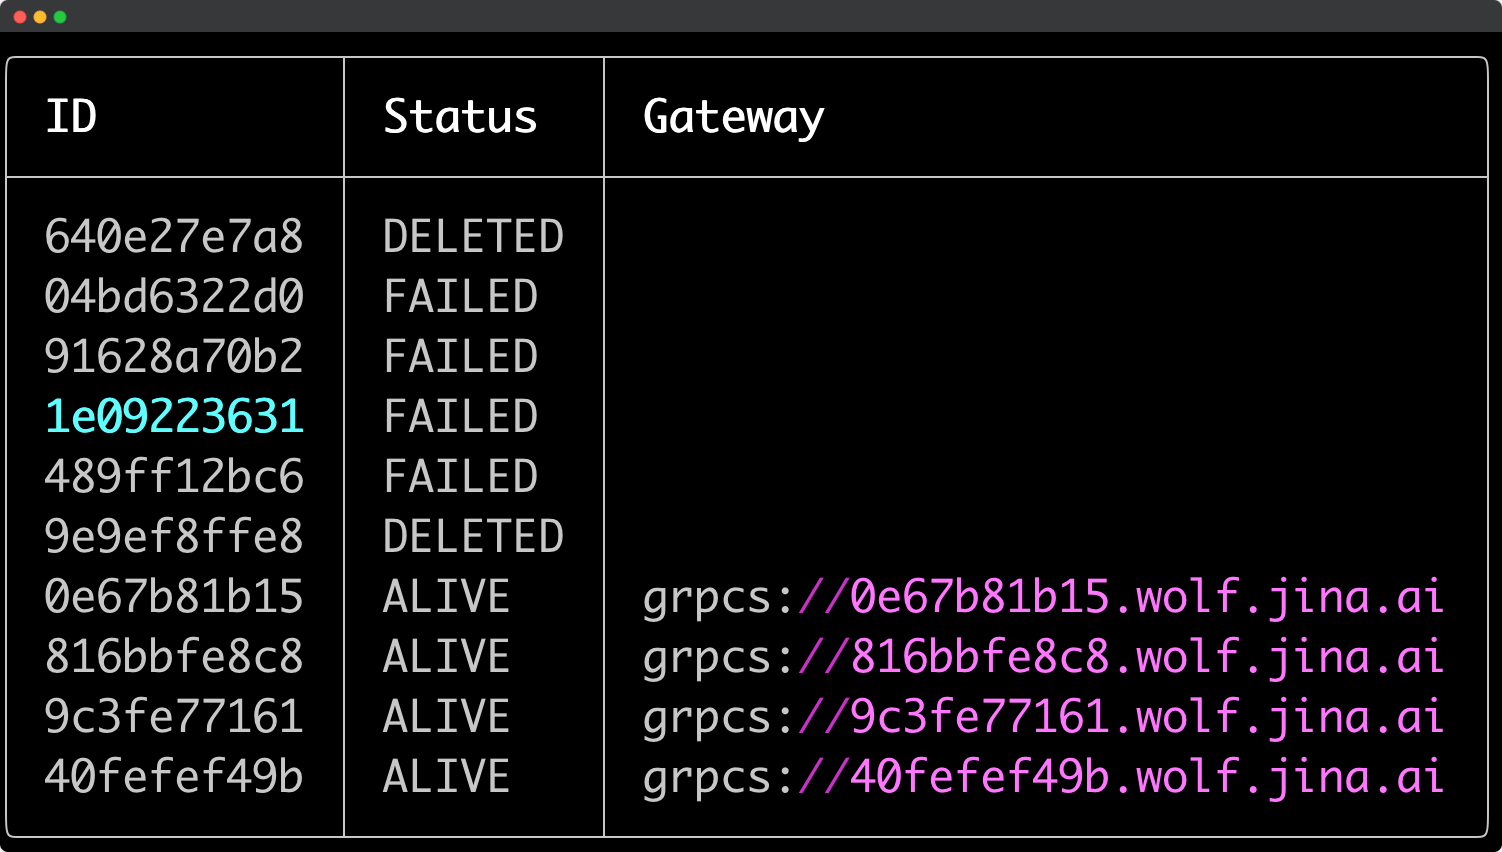 ID Status Gateway
640e27e7a8 DELETED
04bd6322d0 FAILED
91628a70b2 FAILED
1e09223631 FAILED
489ff12bc6 FAILED
9e9ef8ffe8 DELETED
0e67b81b15 ALIVE grpcs://0e67b81b15.wolf.jina.ai
816bbfe8c8 ALIVE grpcs://816bbfe8c8.wolf.jina.ai
9c3fe77161 ALIVE grpcs://9c3fe77161.wolf.jina.ai
40fefef49b ALIVE grpcs://40fefef49b.wolf.jina.ai